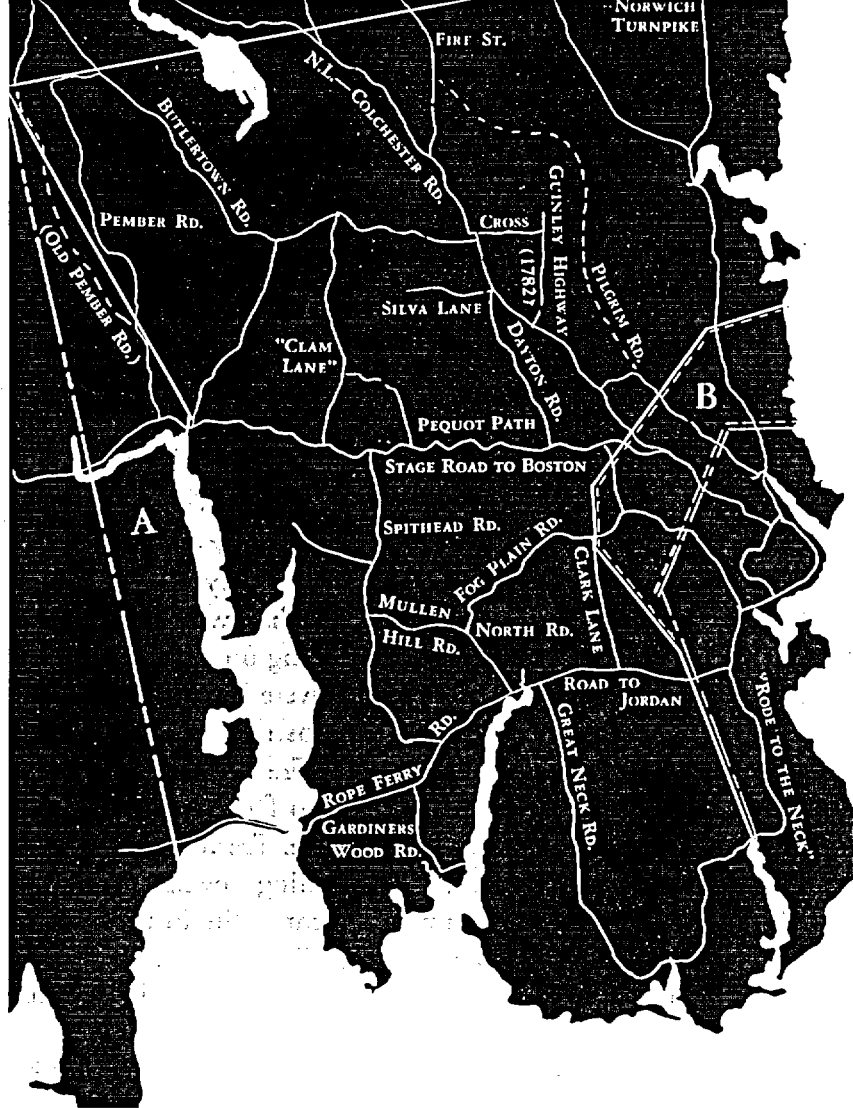 "NORWICH
TURNPIKE
FIRE ST.
N.L.—COLCHESTER RD.
BUTLERTOWN RD.
PEMBER RD.
(OLD PEMBER RD.)
CROSS
GURLEY HIGHWAY
(1782)
PILGRIM RD.
SILVA LANE
DAYTON RD.
"CLAM
LANE"
B
PEQUOT PATH
STAGE ROAD TO BOSTON
A
SPITHEAD RD.
FOG PLAIN RD.
CLARK LANE
MULLEN
HILL RD.
NORTH RD.
ROAD TO
JORDAN
"RODE TO THE NECK"
GREAT NECK RD.
ROPE FERRY
RD.
GARDINERS
WOOD RD.